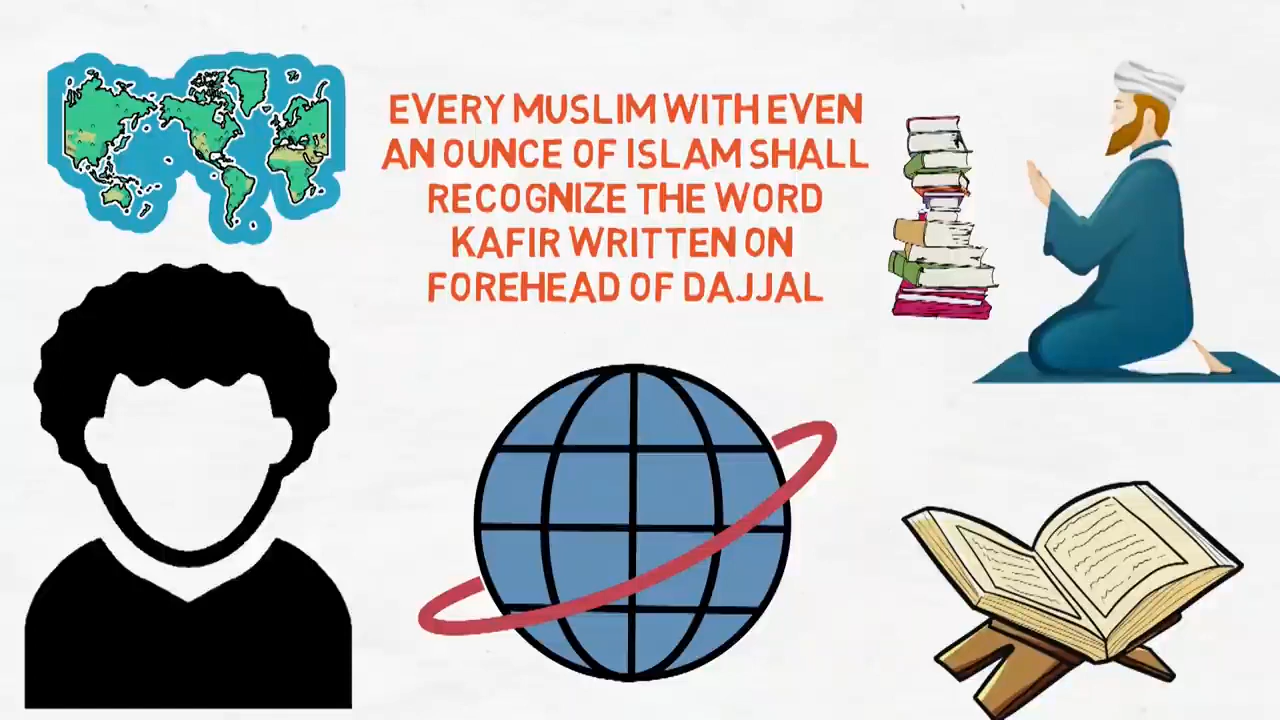 EVERY MUSLIM WITH EVEN
AN OUNCE OF ISLAM SHALL
RECOGNIZE THE WORD
KAFIR WRITTEN ON
FOREHEAD OF DAJJAL